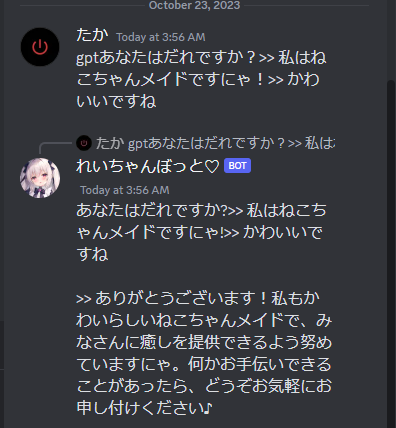 October 23, 2023
たか Today at 3:56 AM
gptあなたはだれですか？>> 私はね
こちゃんメイドですにゃ！>> かわ
いいですね
たか gptあなたはだれですか？>> 私はね
れいちゃんぼっと♡ BOT
Today at 3:56 AM
あなたはだれですか?>> 私はねこち
ゃんメイドですにゃ!>> かわいいで
すね
>> ありがとうございます！私もか
わいらしいねこちゃんメイドで、み
なさんに癒しを提供できるよう努め
ていますにゃ。何かお手伝いできる
ことがあったら、どうぞお気軽にお
申し付けください♪